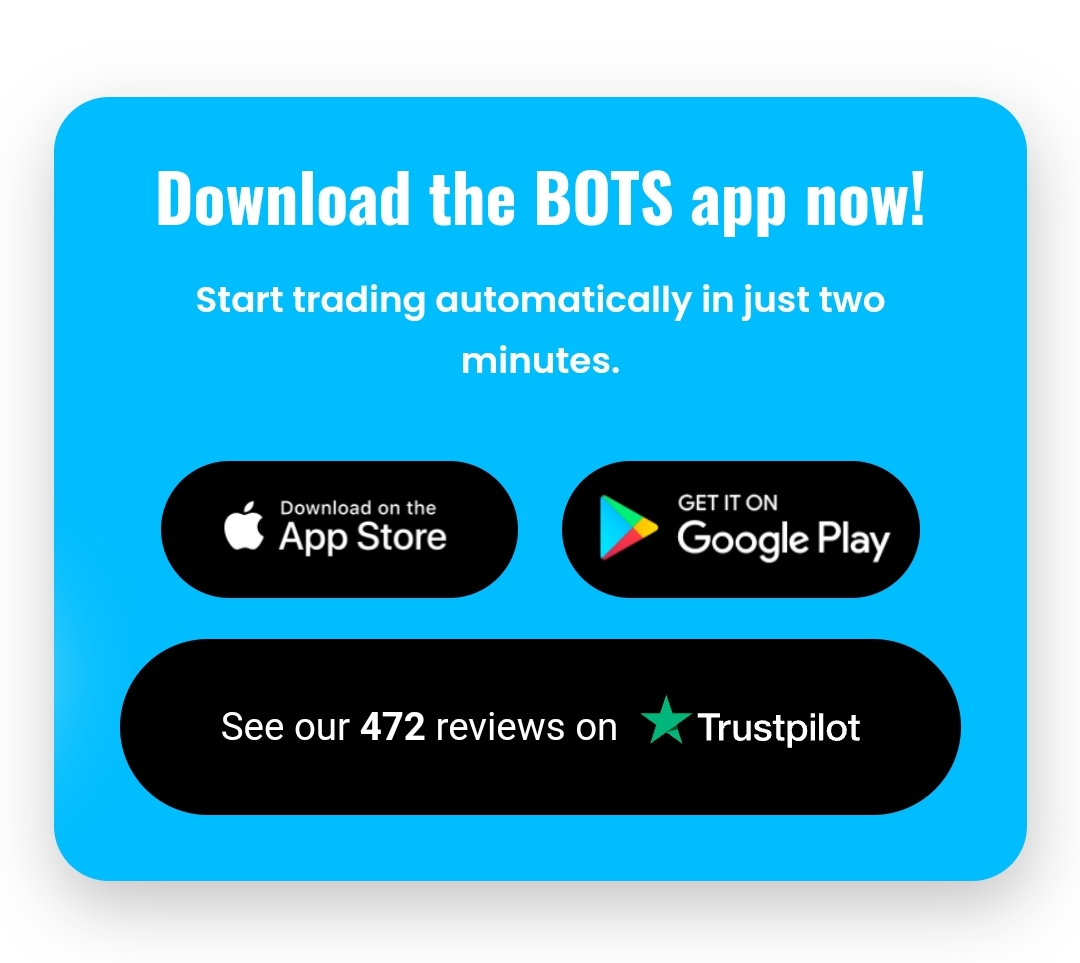 Download the BOTS app now!
Start trading automatically in just two
minutes.
Download on the
App Store
GET IT ON
Google Play
See our 472 reviews on Trustpilot